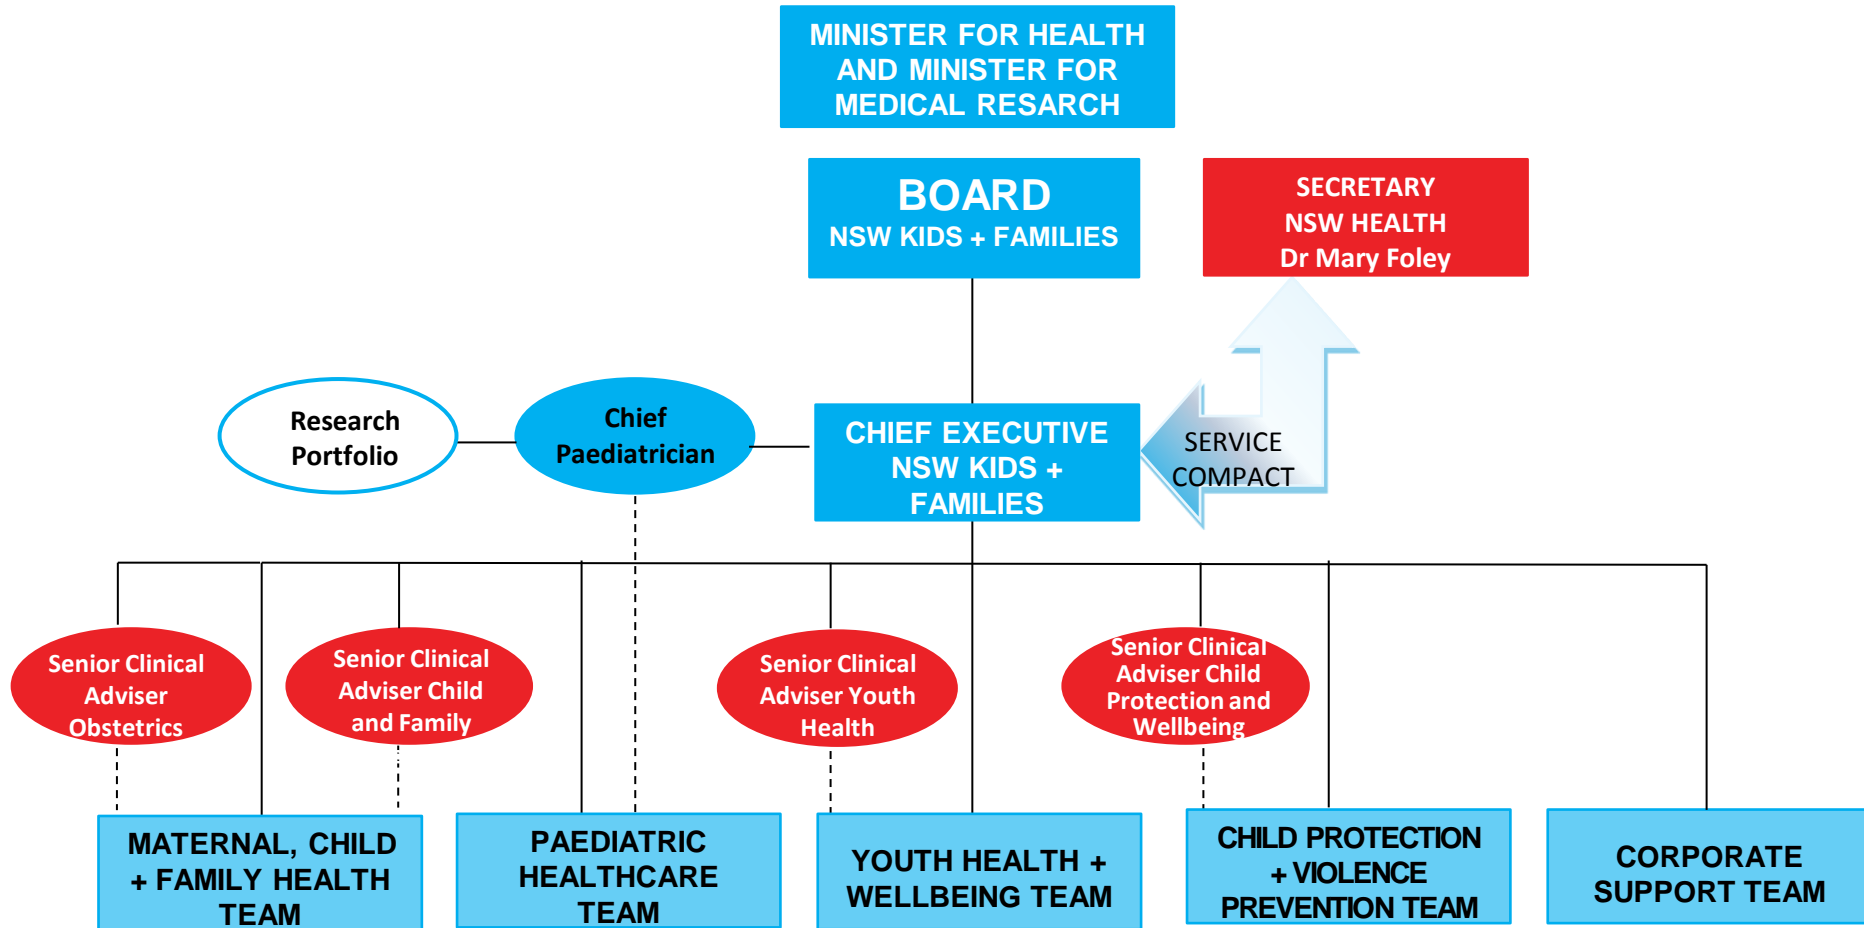 MINISTER FOR HEALTH
AND MINISTER FOR
MEDICAL RESARCH
BOARD
NSW KIDS + FAMILIES
SECRETARY
NSW HEALTH
Dr Mary Foley
Research
Portfolio
Chief
Paediatrician
CHIEF EXECUTIVE
NSW KIDS +
FAMILIES
SERVICE
COMPACT
Senior Clinical
Adviser
Obstetrics
Senior Clinical
Adviser Child
and Family
Senior Clinical
Adviser Youth
Health
Senior Clinical
Adviser Child
Protection and
Wellbeing
MATERNAL, CHILD
+ FAMILY HEALTH
TEAM
PAEDIATRIC
HEALTHCARE
TEAM
YOUTH HEALTH +
WELLBEING TEAM
CHILD PROTECTION
+ VIOLENCE
PREVENTION TEAM
CORPORATE
SUPPORT TEAM